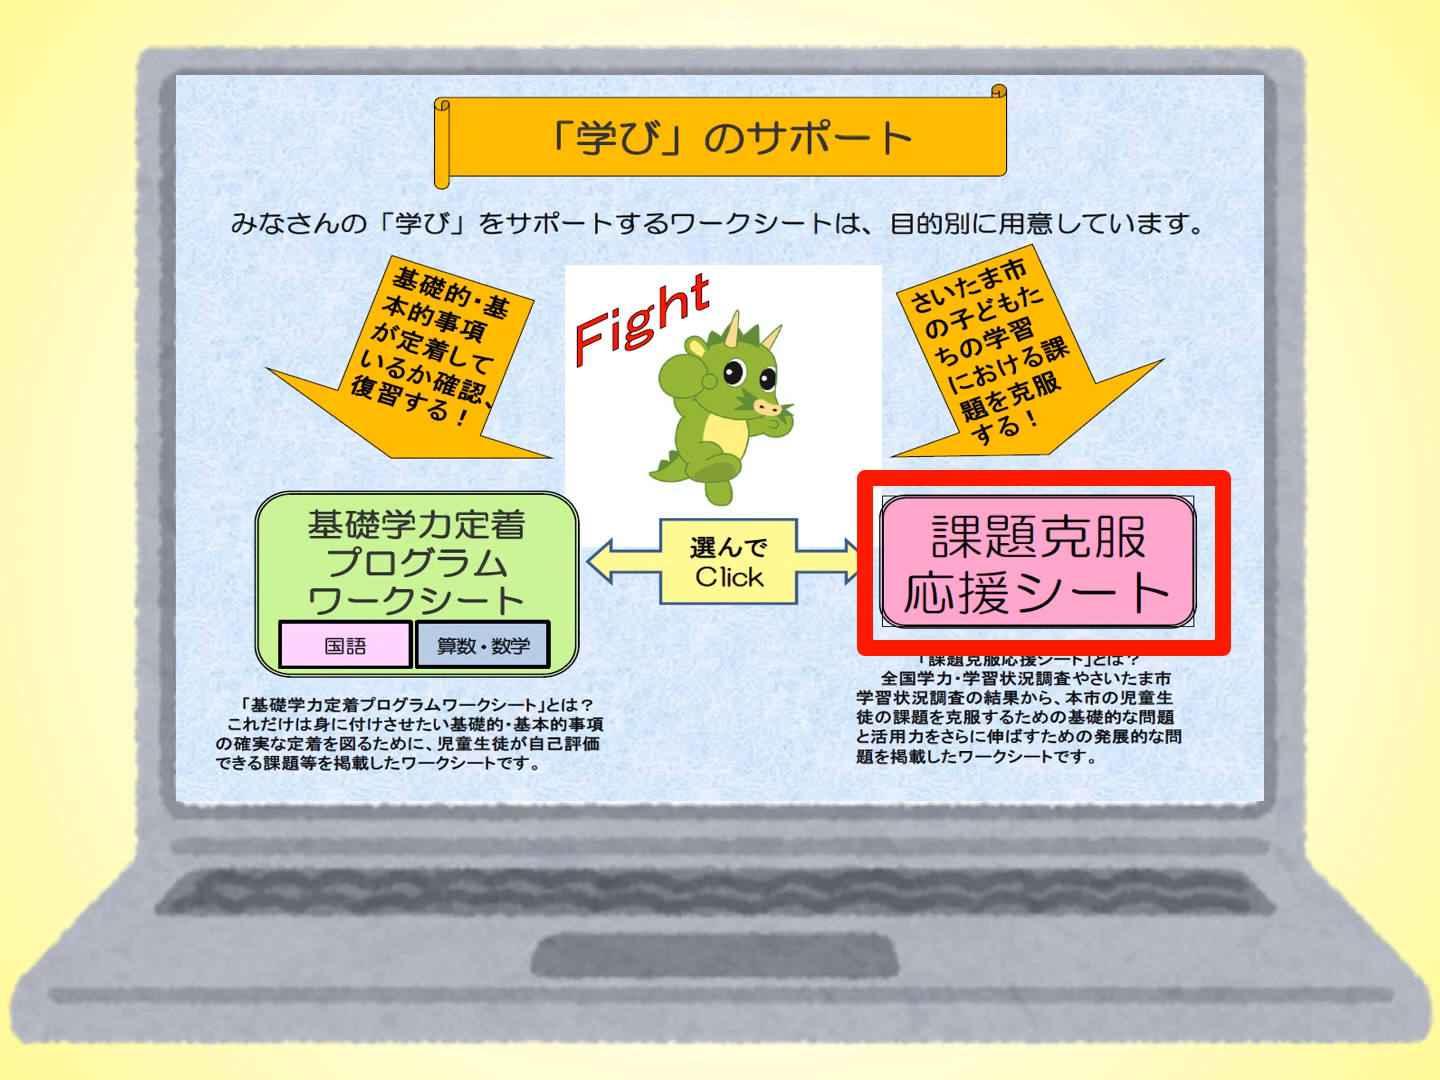 「学び」のサポート
みなさんの「学び」をサポートするワークシートは、目的別に用意しています。
基礎的・基
本的事項
が定着して
いるか確認、
復習する！
Fight
さいたま市
の子どもた
ちの学習
における課
題を克服
する！
基礎学力定着
プログラム
ワークシート
国語
算数・数学
選んで
Click
課題克服
応援シート
「基礎学力定着プログラムワークシート」とは？
これだけは身に付けさせたい基礎的・基本的事項
の確実な定着を図るために、児童生徒が自己評価
できる課題等を掲載したワークシートです。
「課題克服応援シート」とは？
全国学力・学習状況調査やさいたま市
学習状況調査の結果から、本市の児童生
徒の課題を克服するための基礎的な問題
と活用力をさらに伸ばすための発展的な問
題を掲載したワークシートです。